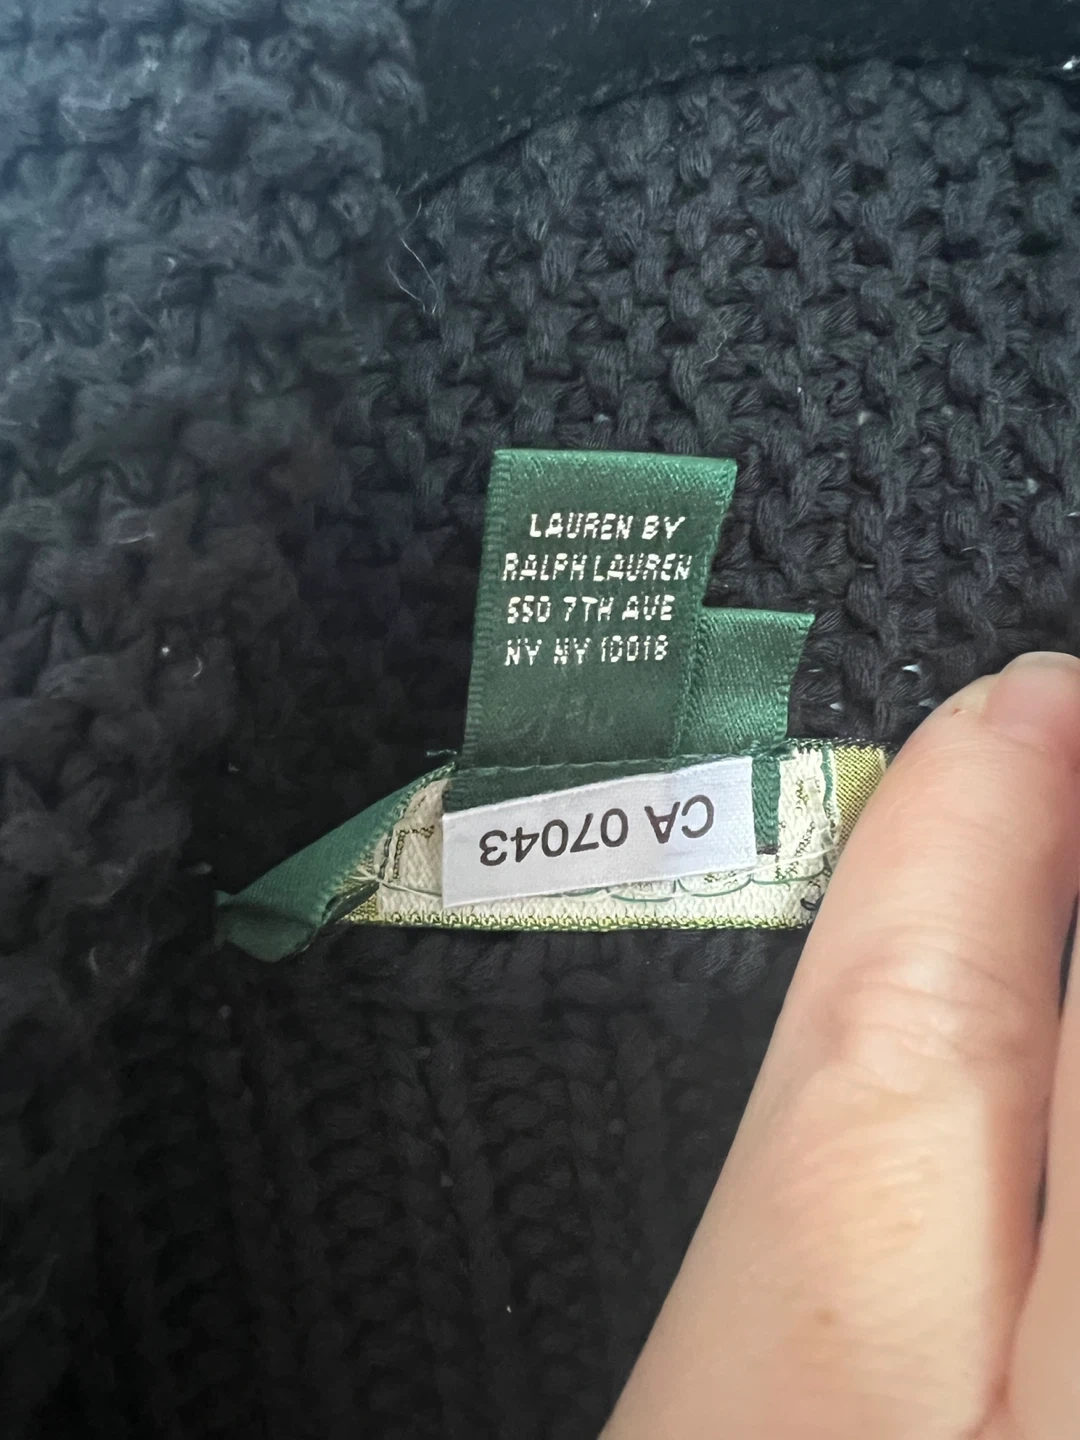 LAUREN BY
RALPH LAUREN
550 7TH AVE
NY NY 10018
CA 07043